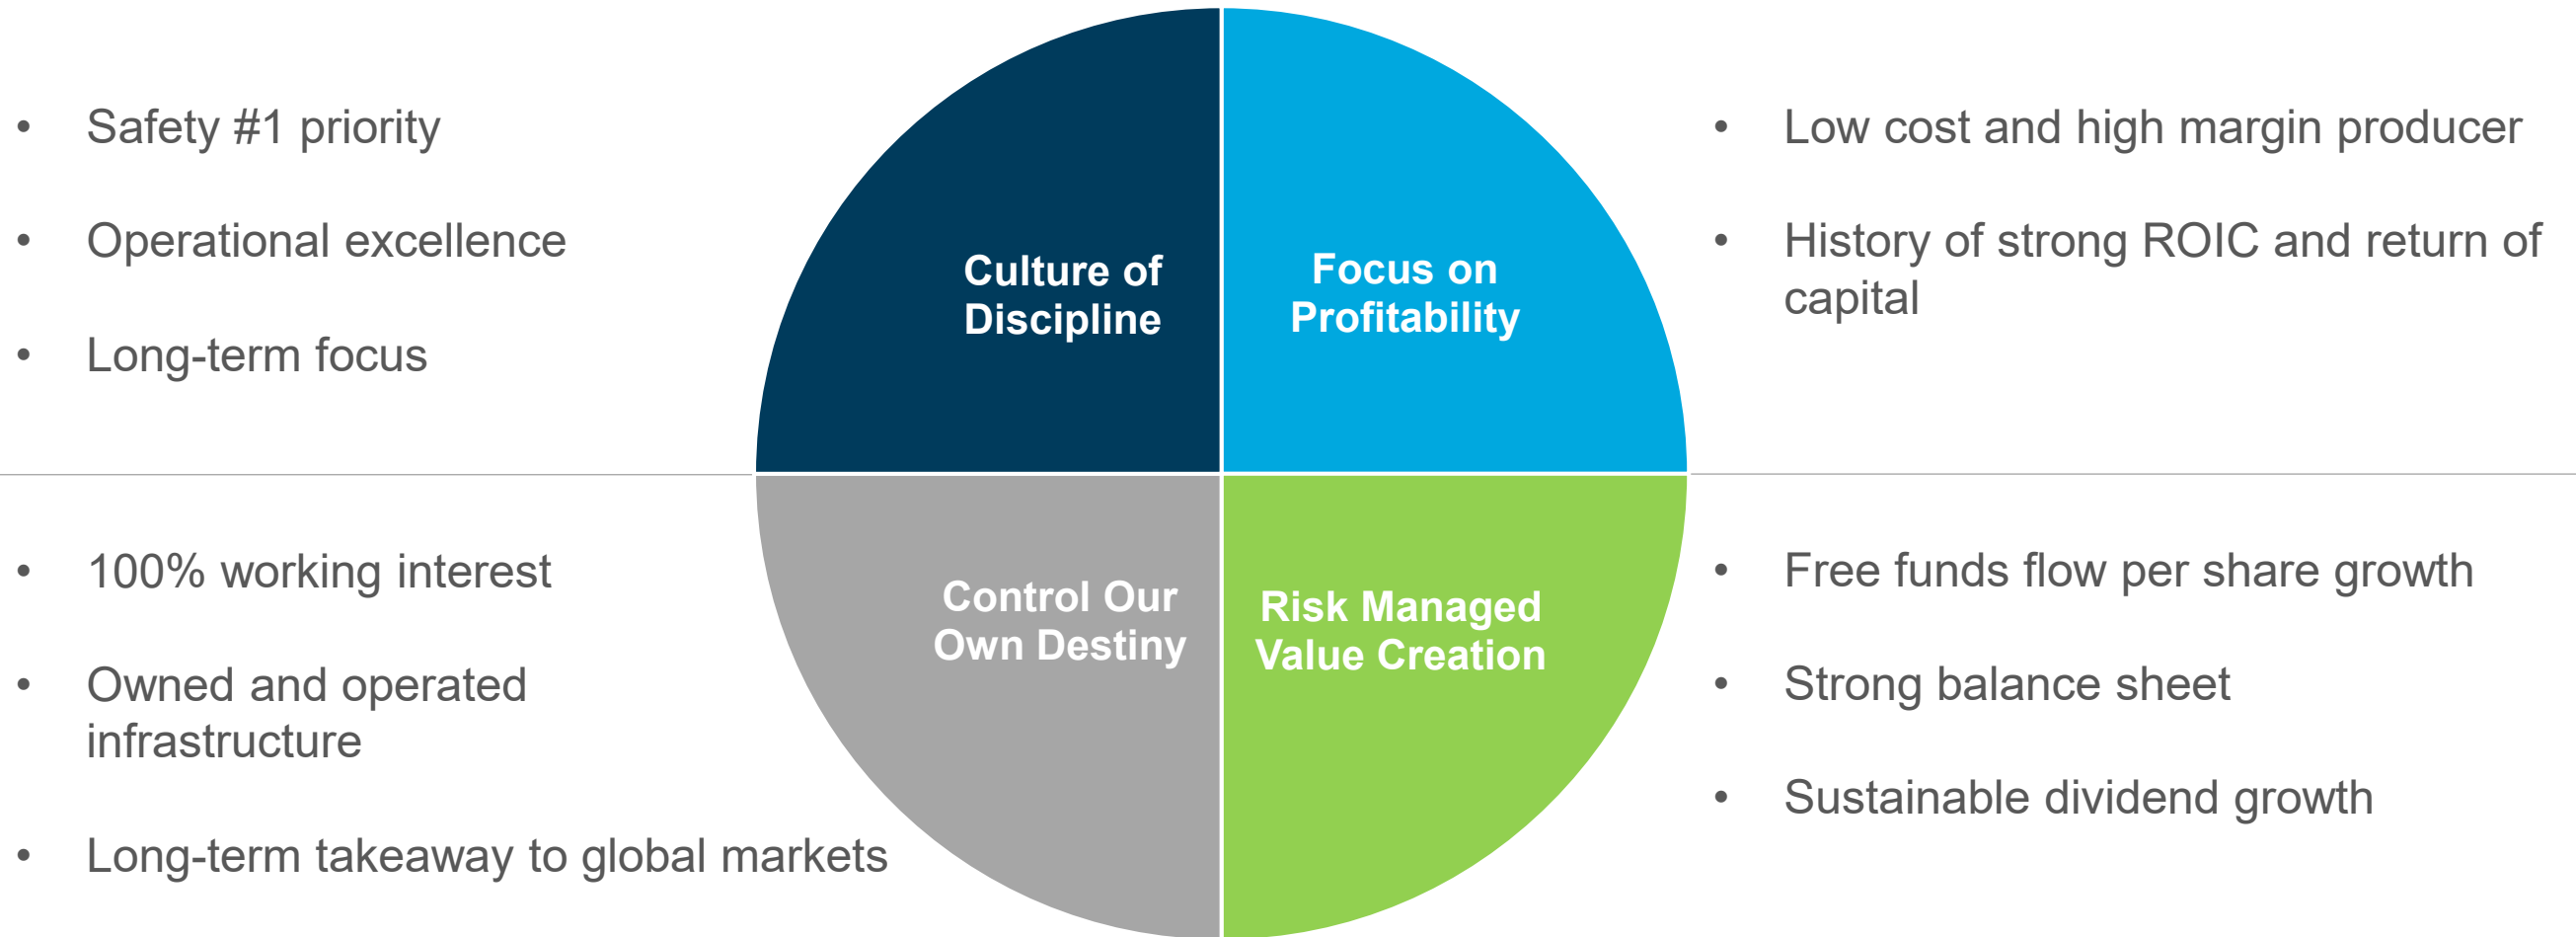 • Safety #1 priority
• Operational excellence
• Long-term focus
Culture of
Discipline
Focus on
Profitability
• Low cost and high margin producer
• History of strong ROIC and return of
capital
• 100% working interest
• Owned and operated
infrastructure
• Long-term takeaway to global markets
Control Our
Own Destiny
Risk Managed
Value Creation
• Free funds flow per share growth
• Strong balance sheet
• Sustainable dividend growth